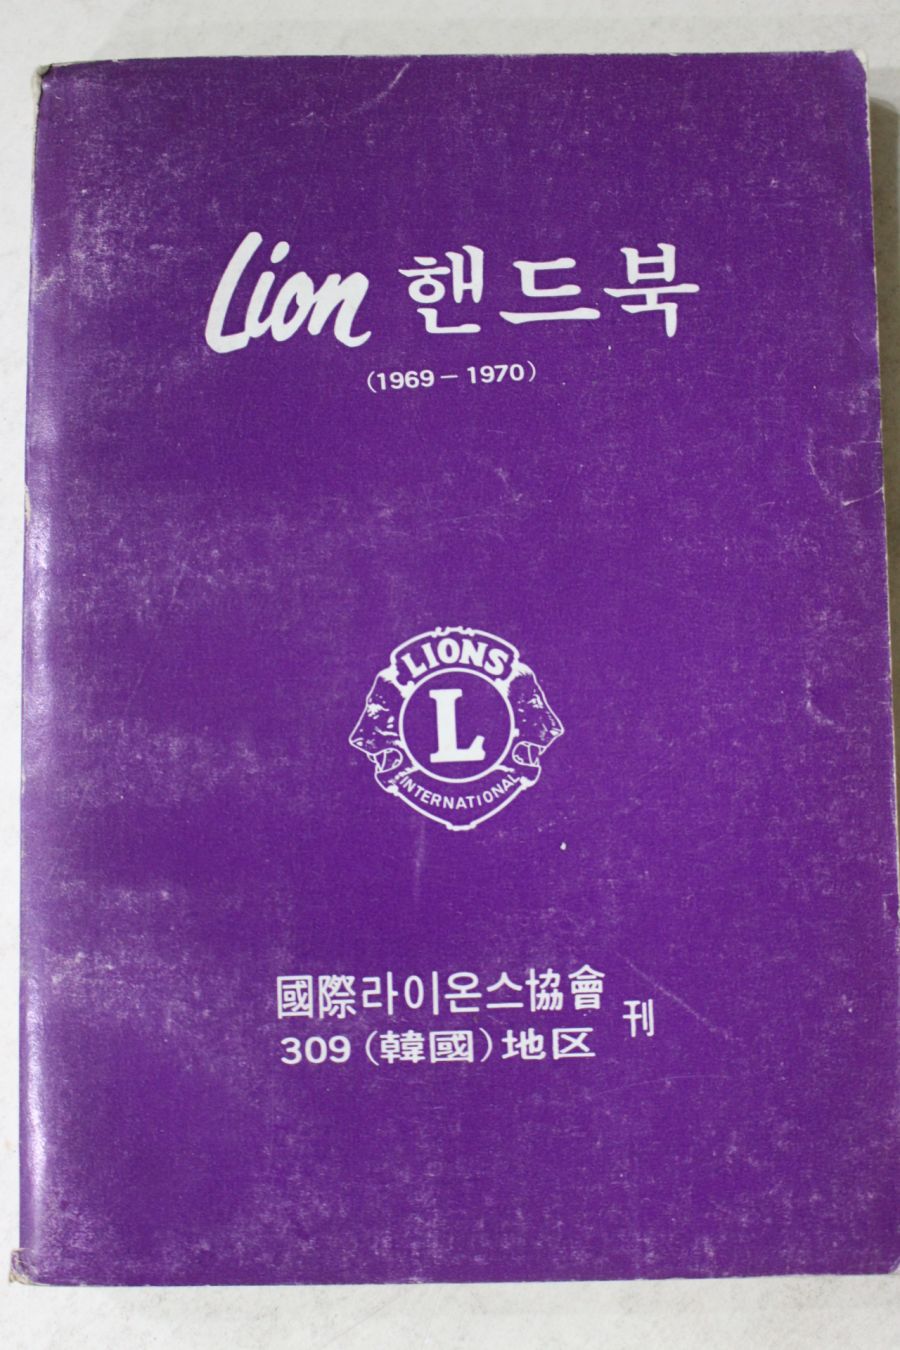 Lion 핸드북
(1969 — 1970)
LIONS
L
INTERNATIONAL
國際라이온스協會
309 (韓國) 地区 刊